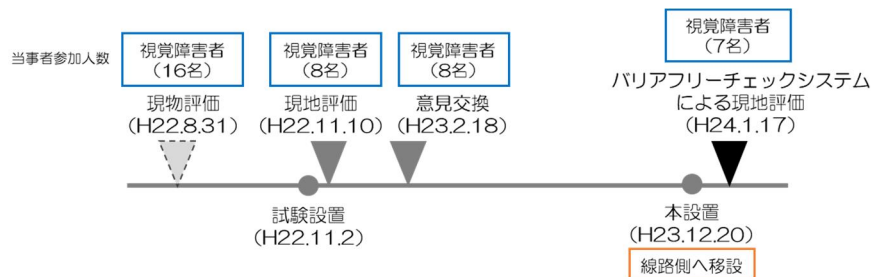 当事者参加人数
視覚障害者
（16名）
視覚障害者
（8名）
視覚障害者
（8名）
視覚障害者
（7名）
現物評価
（H22.8.31）
現地評価
（H22.11.10）
意見交換
（H23.2.18）
バリアフリーチェックシステム
による現地評価
（H24.1.17）
試験設置
（H22.11.2）
本設置
（H23.12.20）
線路側へ移設